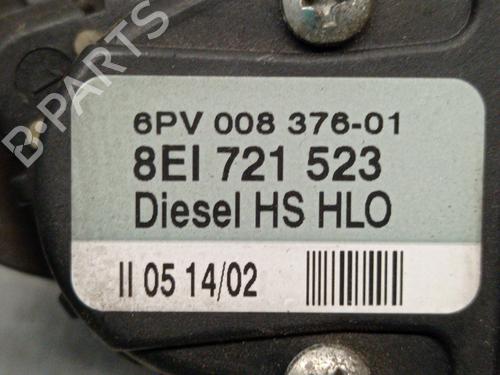 B-PARTS
6PV 008 376-01
8EI 721 523
Diesel HS HLO
II 05 14/02